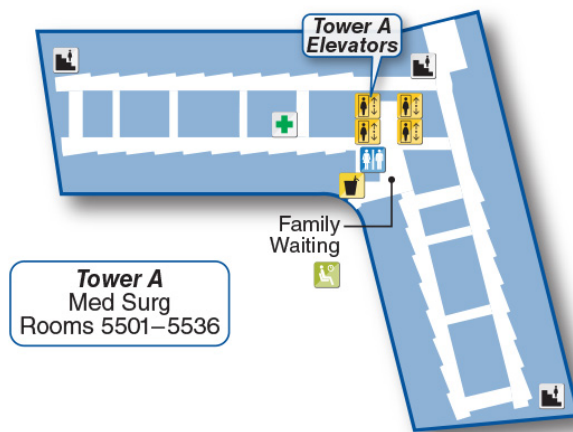 Tower A
Elevators
Family
Waiting
Tower A
Med Surg
Rooms 5501–5536